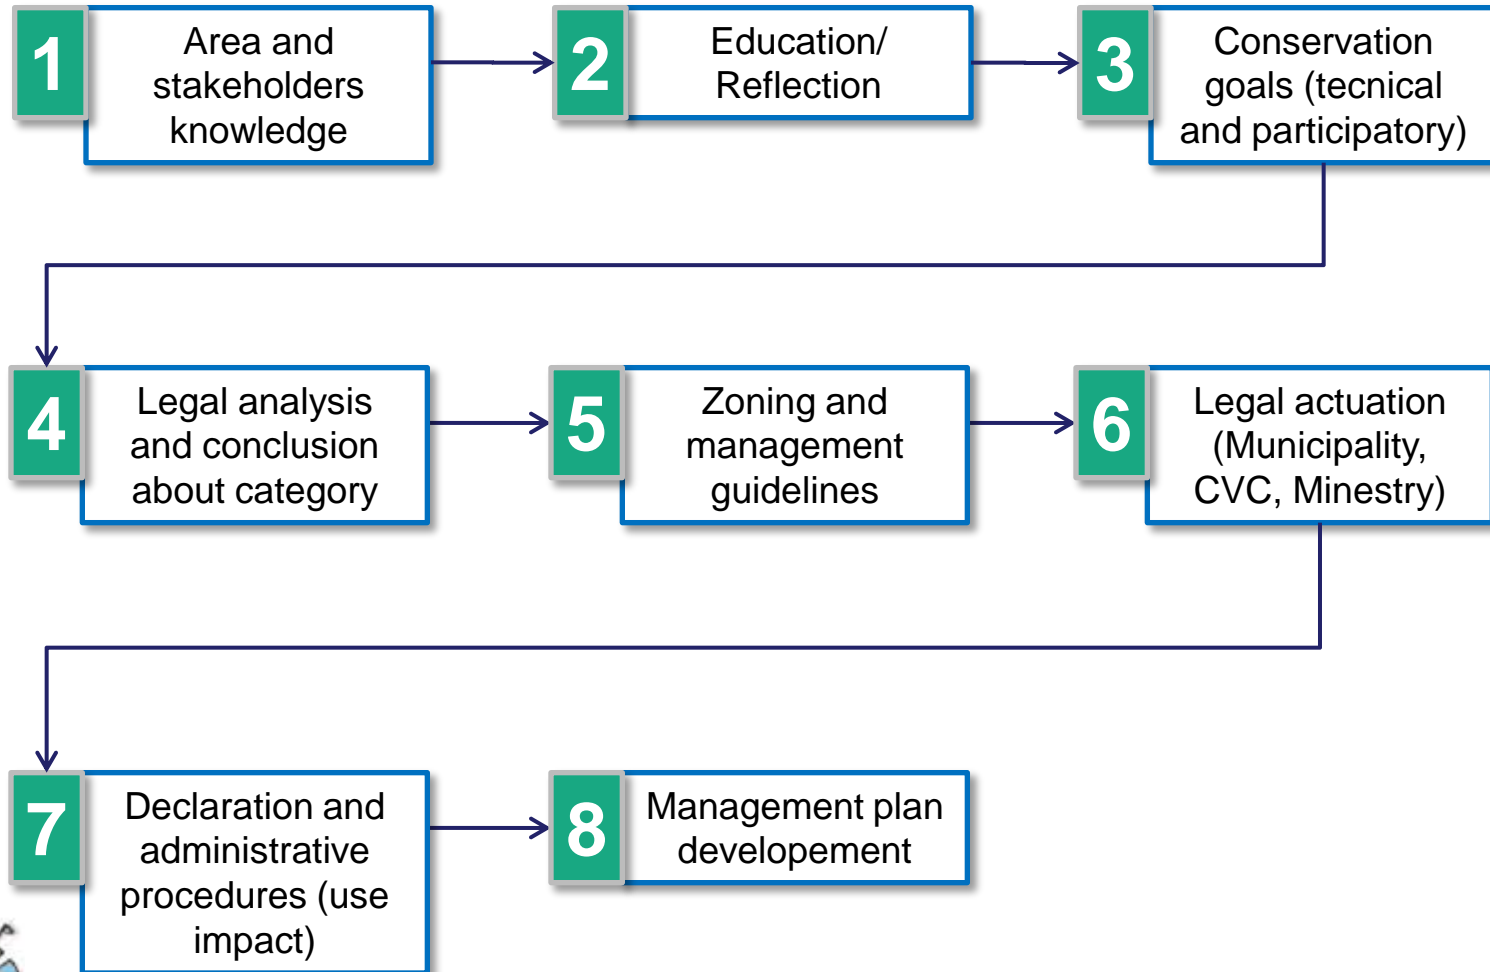 1
Area and
stakeholders
knowledge
2
Education/
Reflection
3
Conservation
goals (tecnical
and participatory)
4
Legal analysis
and conclusion
about category
5
Zoning and
management
guidelines
6
Legal actuation
(Municipality,
CVC, Minestry)
7
Declaration and
administrative
procedures (use
impact)
8
Management plan
developement